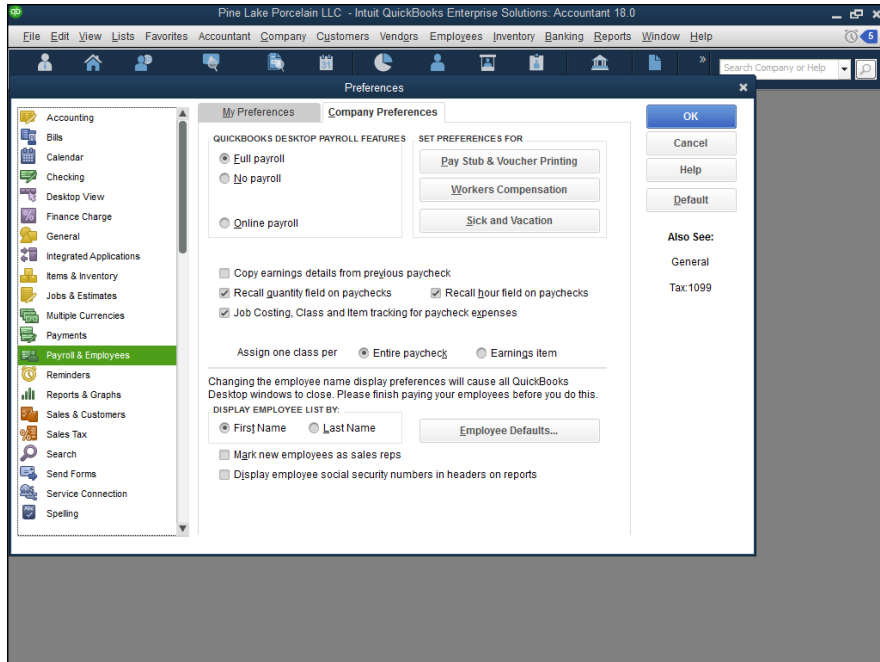 qb Pine Lake Porcelain LLC - Intuit QuickBooks Enterprise Solutions: Accountant 18.0
File Edit View Lists Favorites Accountant Company Customers Vendors Employees Inventory Banking Reports Window Help 5
31 » Search Company or Help
Preferences
Accounting
Bills
Calendar
Checking
Desktop View
Finance Charge
General
Integrated Applications
Items & Inventory
Jobs & Estimates
Multiple Currencies
Payments
Payroll & Employees
Reminders
Reports & Graphs
Sales & Customers
Sales Tax
Search
Send Forms
Service Connection
Abc
Spelling
My Preferences Company Preferences
QUICKBOOKS DESKTOP PAYROLL FEATURES
Full payroll
No payroll
Online payroll
SET PREFERENCES FOR
Pay Stub & Voucher Printing
Workers Compensation
Sick and Vacation
Copy earnings details from previous paycheck
Recall quantity field on paychecks Recall hour field on paychecks
Job Costing, Class and Item tracking for paycheck expenses
Assign one class per Entire paycheck Earnings item
Changing the employee name display preferences will cause all QuickBooks
Desktop windows to close. Please finish paying your employees before you do this.
DISPLAY EMPLOYEE LIST BY:
First Name Last Name
Employee Defaults...
Mark new employees as sales reps
Display employee social security numbers in headers on reports
OK
Cancel
Help
Default
Also See:
General
Tax:1099